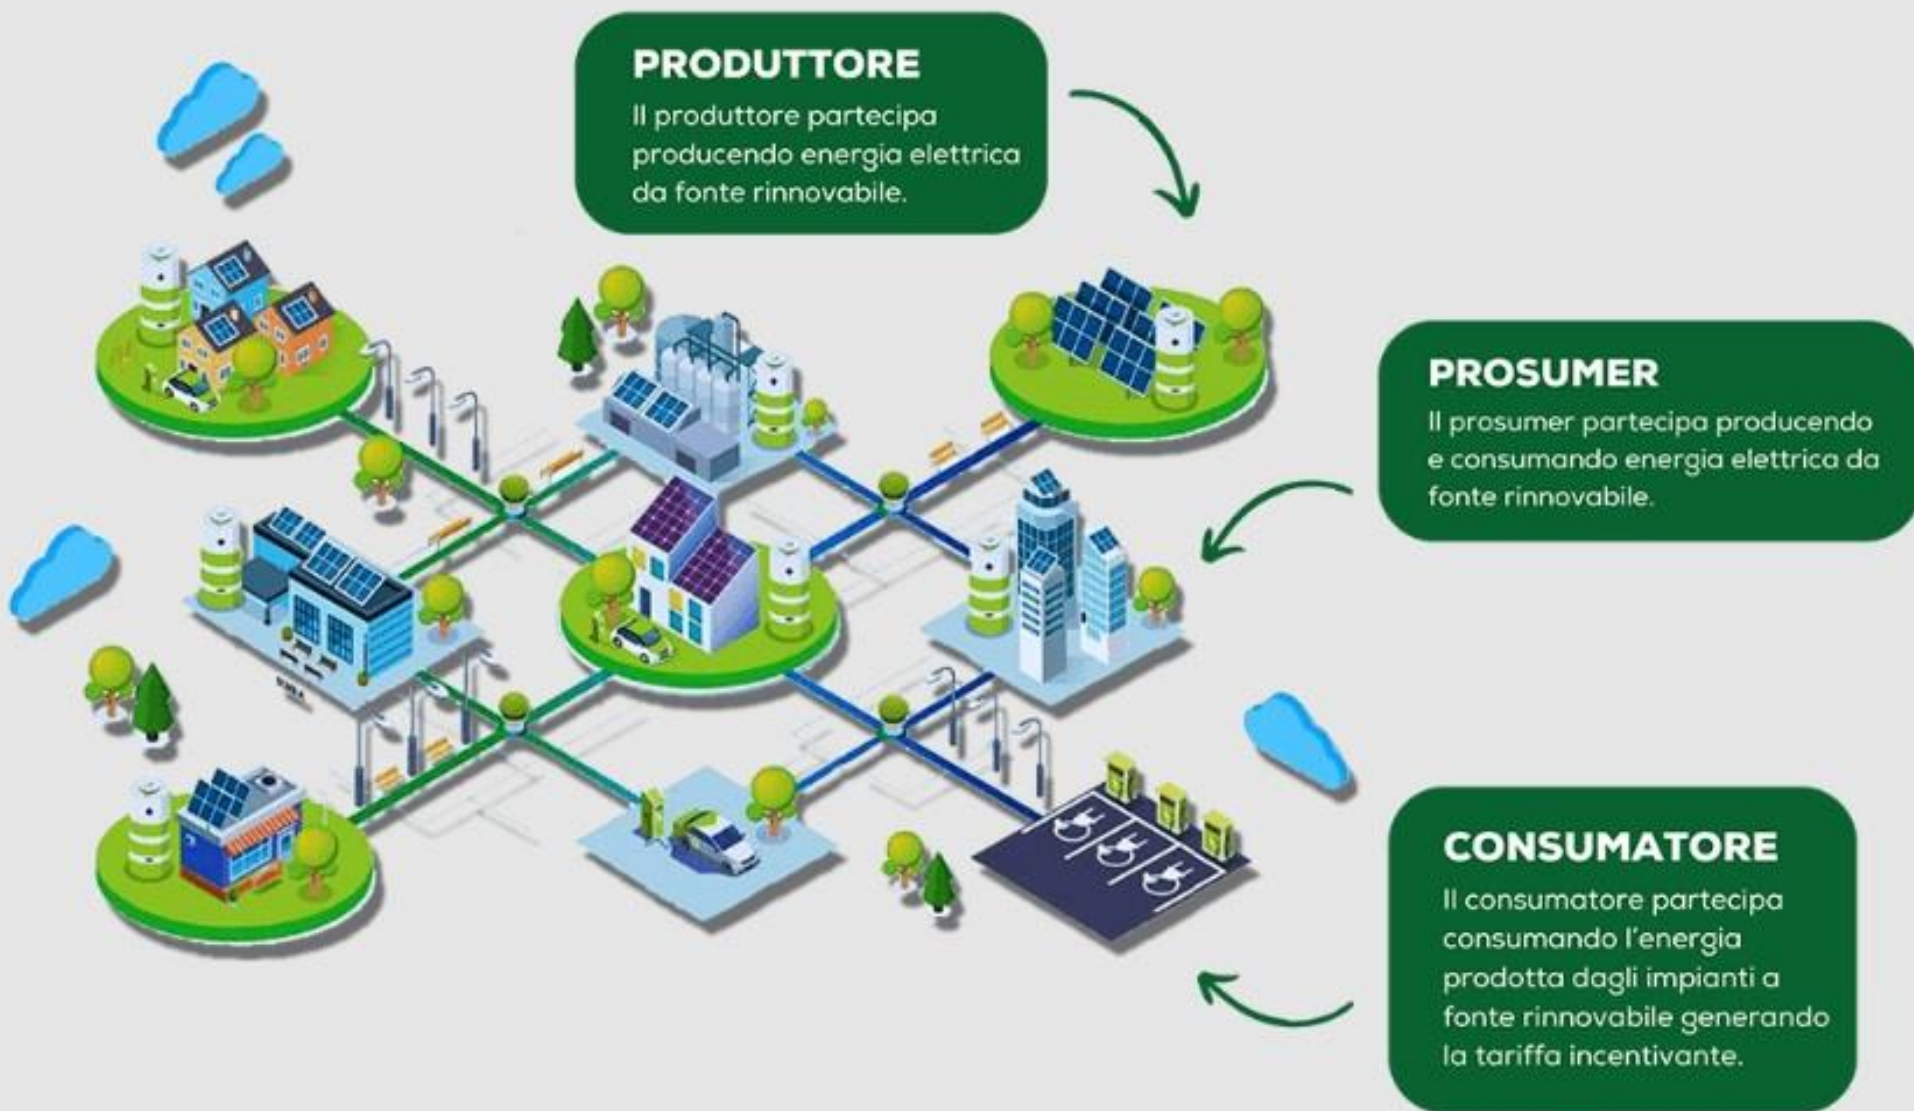 PRODUTTORE
Il produttore partecipa
producendo energia elettrica
da fonte rinnovabile.
PROSUMER
Il prosumer partecipa producendo
e consumando energia elettrica da
fonte rinnovabile.
CONSUMATORE
Il consumatore partecipa
consumando l'energia
prodotta dagli impianti a
fonte rinnovabile generando
la tariffa incentivante.